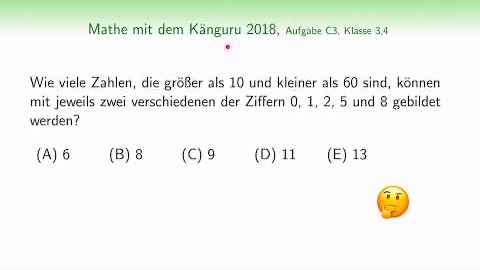 Mathe mit dem Känguru 2018, Aufgabe C3, Klasse 3,4
Wie viele Zahlen, die größer als 10 und kleiner als 60 sind, können
mit jeweils zwei verschiedenen der Ziffern 0, 1, 2, 5 und 8 gebildet
werden?
(A) 6 (B) 8 (C) 9 (D) 11 (E) 13